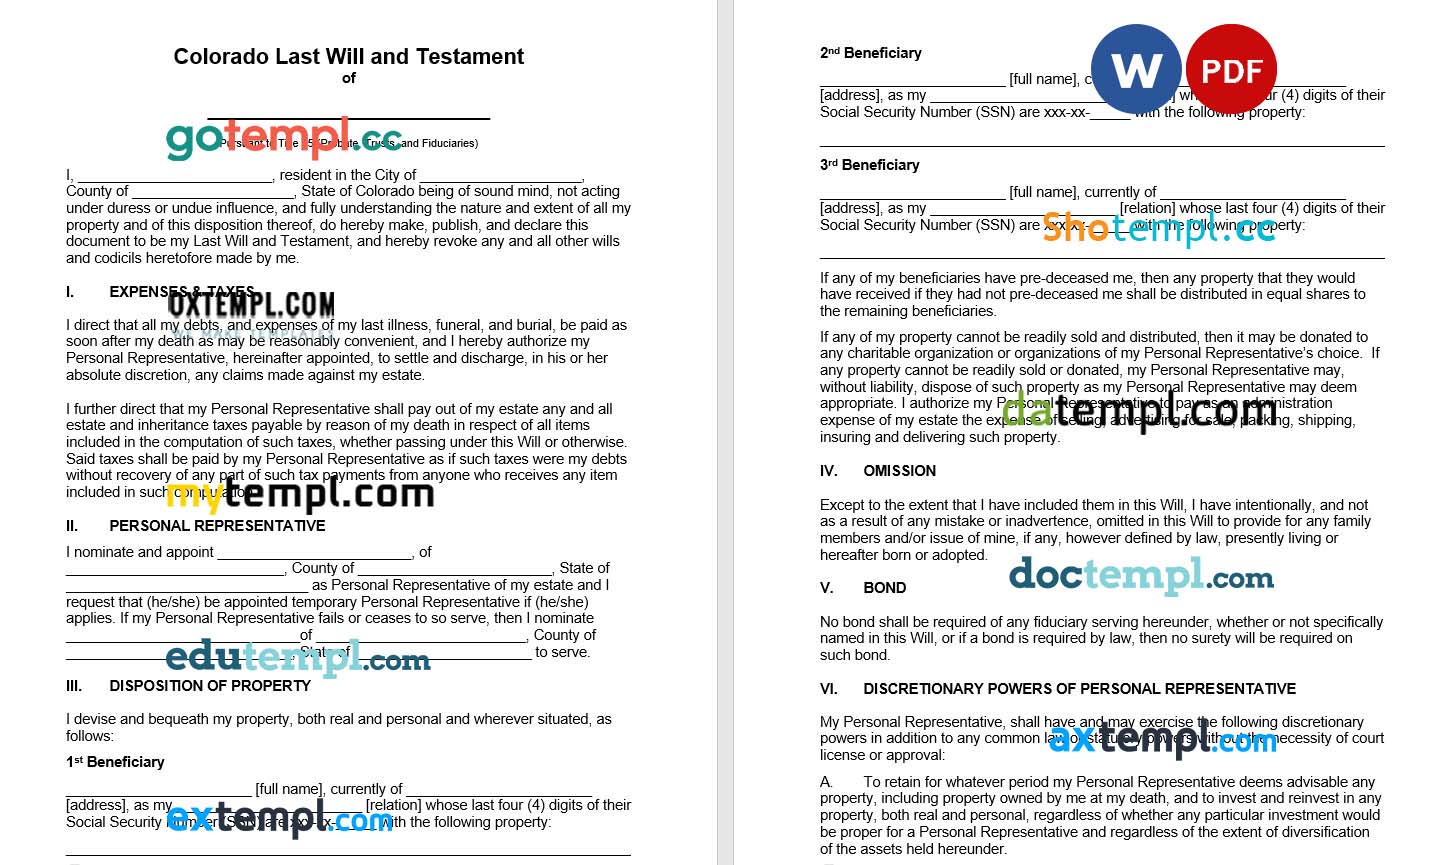 Colorado Last Will and Testament
of
gotempl.cc
Pursuant to Title 15 (Probate, Trusts, and Fiduciaries)
I, ________________________, resident in the City of ____________________,
County of ____________________, State of Colorado being of sound mind, not acting
under duress or undue influence, and fully understanding the nature and extent of all my
property and of this disposition thereof, do hereby make, publish, and declare this
document to be my Last Will and Testament, and hereby revoke any and all other wills
and codicils heretofore made by me.
I. EXPENSES & TAXES
OXTEMPL.COM
WE MAKE TEMPLATES
I direct that all my debts, and expenses of my last illness, funeral, and burial, be paid as
soon after my death as may be reasonably convenient, and I hereby authorize my
Personal Representative, hereinafter appointed, to settle and discharge, in his or her
absolute discretion, any claims made against my estate.
I further direct that my Personal Representative shall pay out of my estate any and all
estate and inheritance taxes payable by reason of my death in respect of all items
included in the computation of such taxes, whether passing under this Will or otherwise.
Said taxes shall be paid by my Personal Representative as if such taxes were my debts
without recovery of any part of such tax payments from anyone who receives any item
included in such computation.
mytempl.com
II. PERSONAL REPRESENTATIVE
I nominate and appoint ________________________, of
___________________________, County of ________________________, State of
______________________________ as Personal Representative of my estate and I
request that (he/she) be appointed temporary Personal Representative if (he/she)
applies. If my Personal Representative fails or ceases to so serve, then I nominate
_____________________________of __________________________, County of
____________________________, State of ______________________ to serve.
edutempl.com
III. DISPOSITION OF PROPERTY
I devise and bequeath my property, both real and personal and wherever situated, as
follows:
1st Beneficiary
_______________________ [full name], currently of _______________________
[address], as my _______________________ [relation] whose last four (4) digits of their
Social Security Number (SSN) are xxx-xx-_____ with the following property:
extempl.com
2nd Beneficiary
W PDF
_______________________ [full name], c _______________________
[address], as my _______________________ ] wh ur (4) digits of their
Social Security Number (SSN) are xxx-xx-_____ with the following property:
3rd Beneficiary
_______________________ [full name], currently of _______________________
[address], as my _______________________ [relation] whose last four (4) digits of their
Social Security Number (SSN) are xxx-xx-_____ with the following property:
Shotempl.cc
If any of my beneficiaries have pre-deceased me, then any property that they would
have received if they had not pre-deceased me shall be distributed in equal shares to
the remaining beneficiaries.
If any of my property cannot be readily sold and distributed, then it may be donated to
any charitable organization or organizations of my Personal Representative's choice. If
any property cannot be readily sold or donated, my Personal Representative may,
without liability, dispose of such property as my Personal Representative may deem
appropriate. I authorize my Personal Representative to pay as an administration
expense of my estate the expense of selling, advertising for sale, packing, shipping,
insuring and delivering such property.
datempl.com
IV. OMISSION
Except to the extent that I have included them in this Will, I have intentionally, and not
as a result of any mistake or inadvertence, omitted in this Will to provide for any family
members and/or issue of mine, if any, however defined by law, presently living or
hereafter born or adopted.
doctempl.com
V. BOND
No bond shall be required of any fiduciary serving hereunder, whether or not specifically
named in this Will, or if a bond is required by law, then no surety will be required on
such bond.
VI. DISCRETIONARY POWERS OF PERSONAL REPRESENTATIVE
My Personal Representative, shall have and may exercise the following discretionary
powers in addition to any common law or statutory powers without the necessity of court
license or approval:
axtempl.com
A. To retain for whatever period my Personal Representative deems advisable any
property, including property owned by me at my death, and to invest and reinvest in any
property, both real and personal, regardless of whether any particular investment would
be proper for a Personal Representative and regardless of the extent of diversification
of the assets held hereunder.